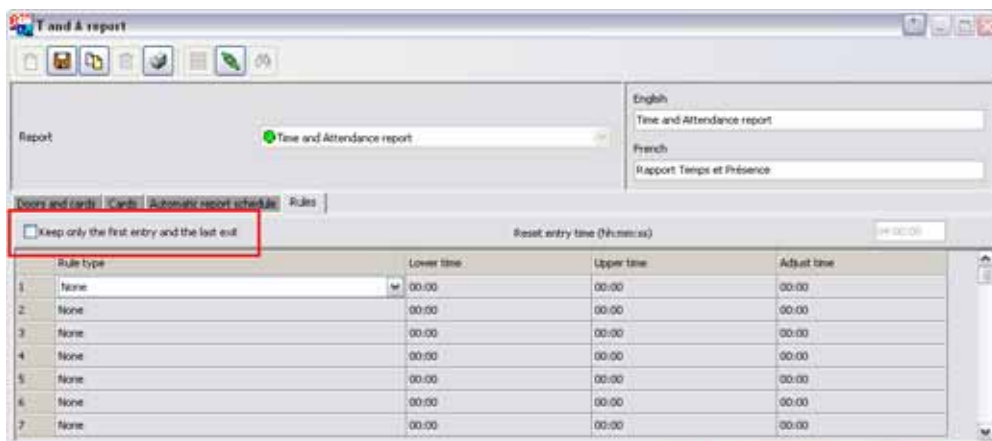 T and A report
English
Time and Attendance report
Report
Time and Attendance report
French
Rapport Temps et Présence
Doors and cards Cards Automatic report schedule Rules
Keep only the first entry and the last exit Reset entry time (hh:mm:ss)
Rule type Lower time Upper time Adjust time
1 None 00:00 00:00 00:00
2 None 00:00 00:00 00:00
3 None 00:00 00:00 00:00
4 None 00:00 00:00 00:00
5 None 00:00 00:00 00:00
6 None 00:00 00:00 00:00
7 None 00:00 00:00 00:00